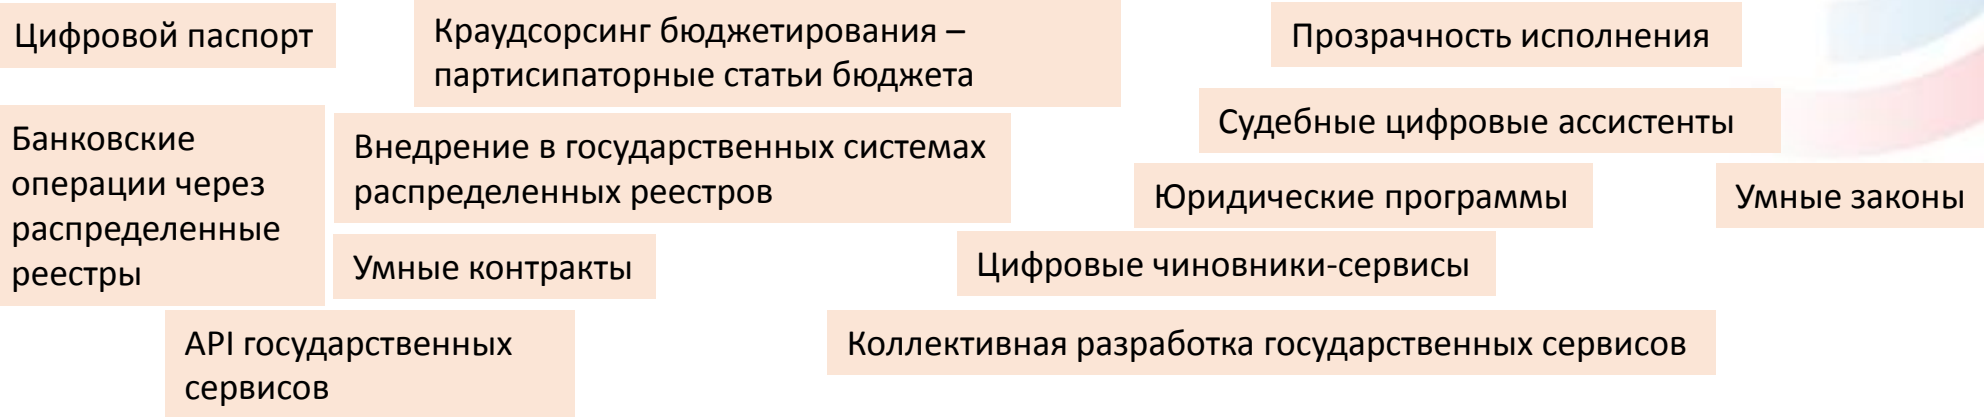 Цифровой паспорт
Краудсорсинг бюджетирования –
партисипаторные статьи бюджета
Прозрачность исполнения
Банковские
операции через
распределенные
реестры
Внедрение в государственных системах
распределенных реестров
Судебные цифровые ассистенты
Юридические программы
Умные законы
Умные контракты
Цифровые чиновники-сервисы
API государственных
сервисов
Коллективная разработка государственных сервисов